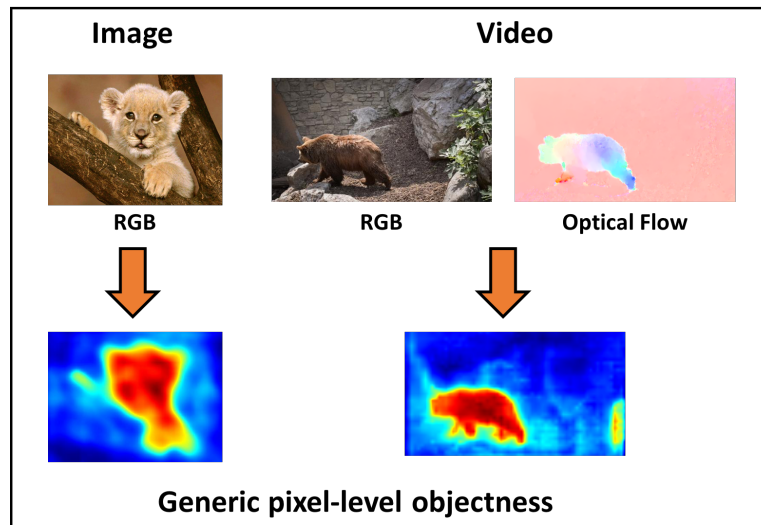 Image
Video
RGB
RGB
Optical Flow
Generic pixel-level objectness